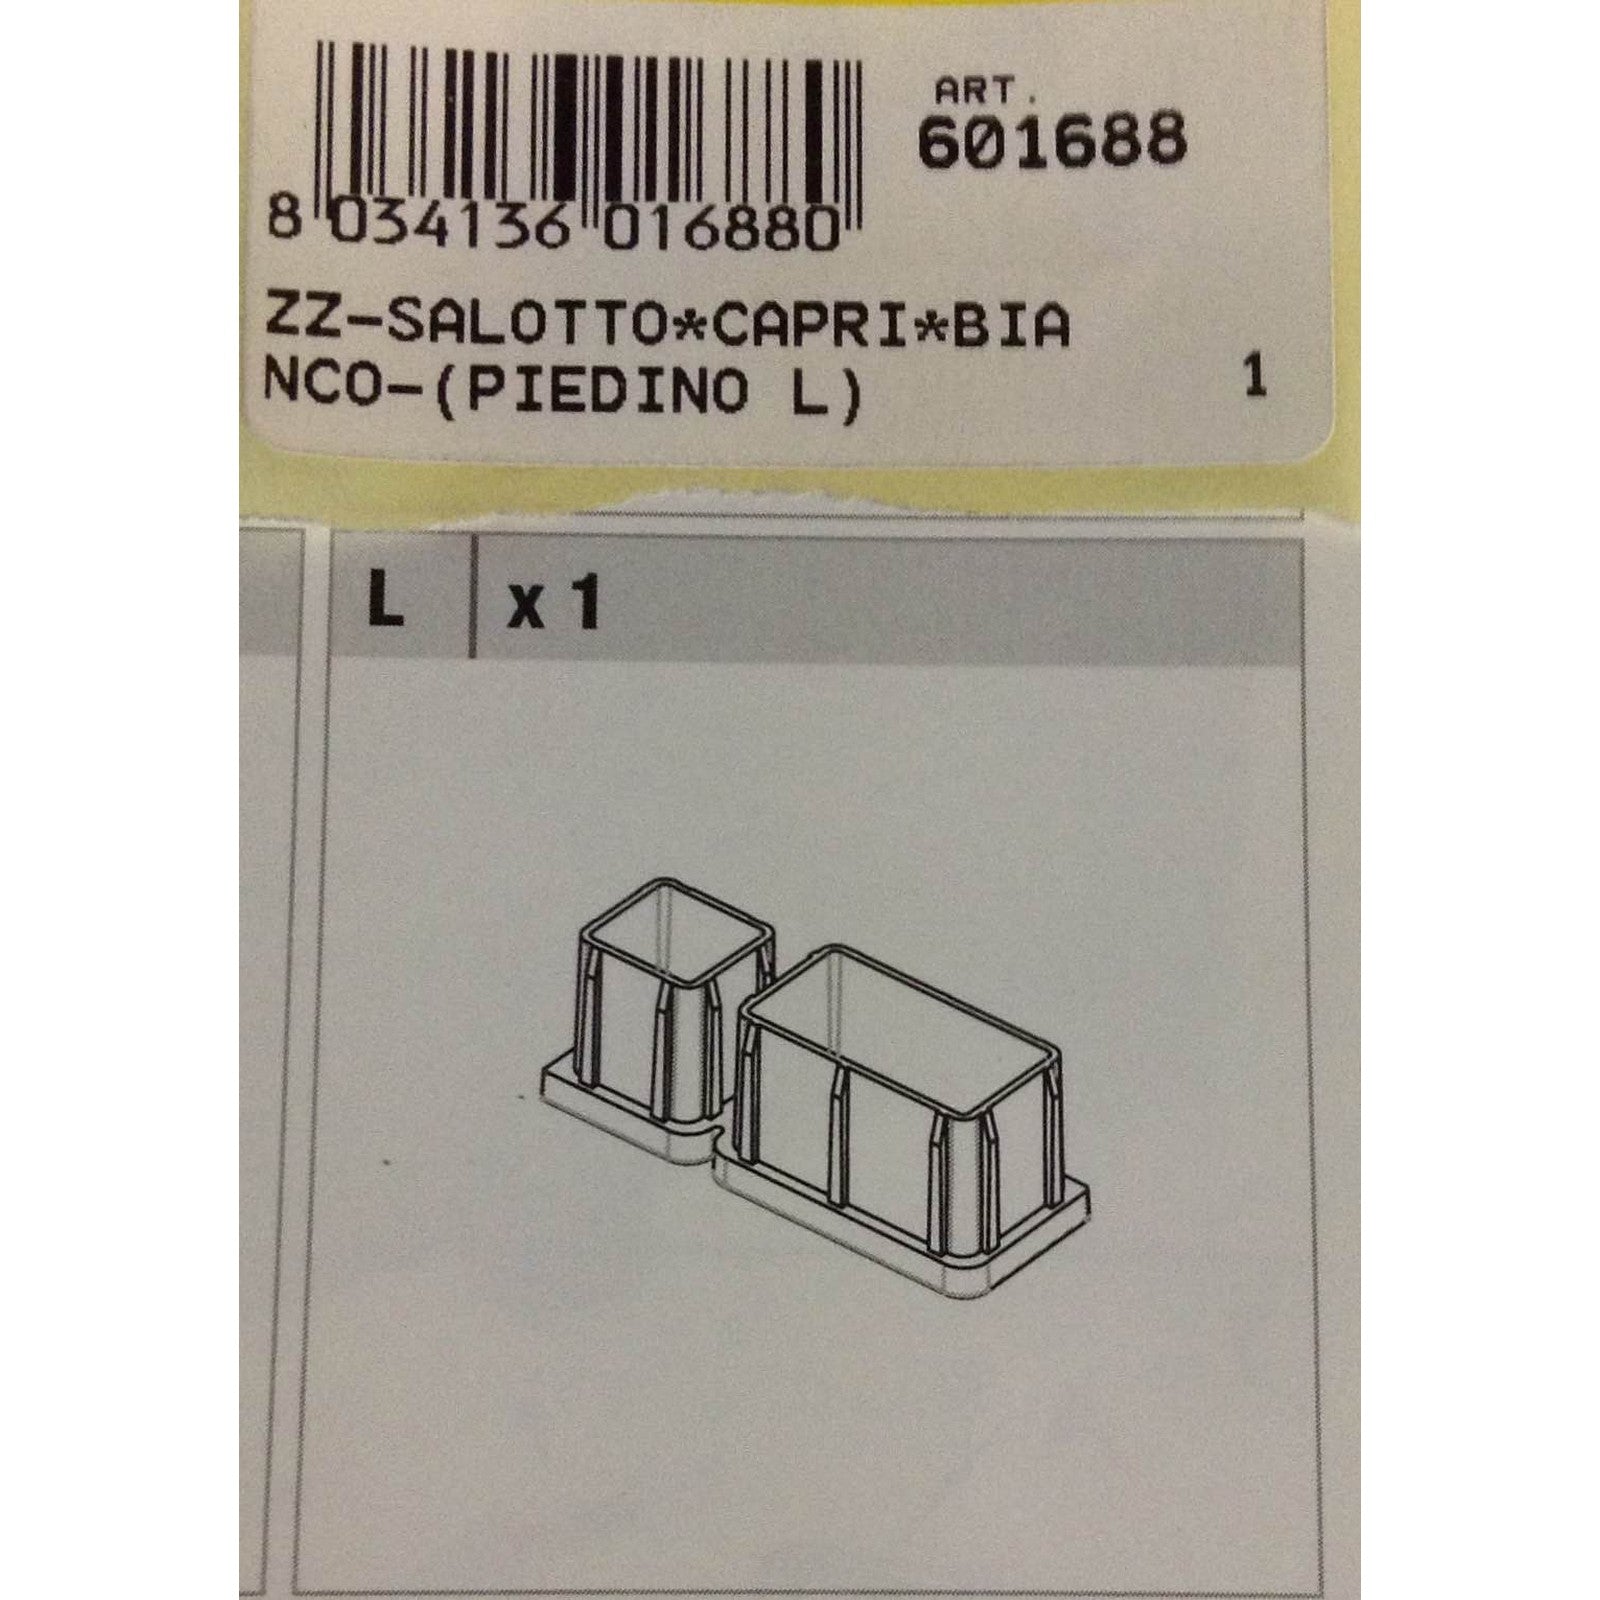 ART.
601688
8 034136 016880
ZZ-SALOTTO*CAPRI*BIA
NCO-(PIEDINO L) 1
L x 1